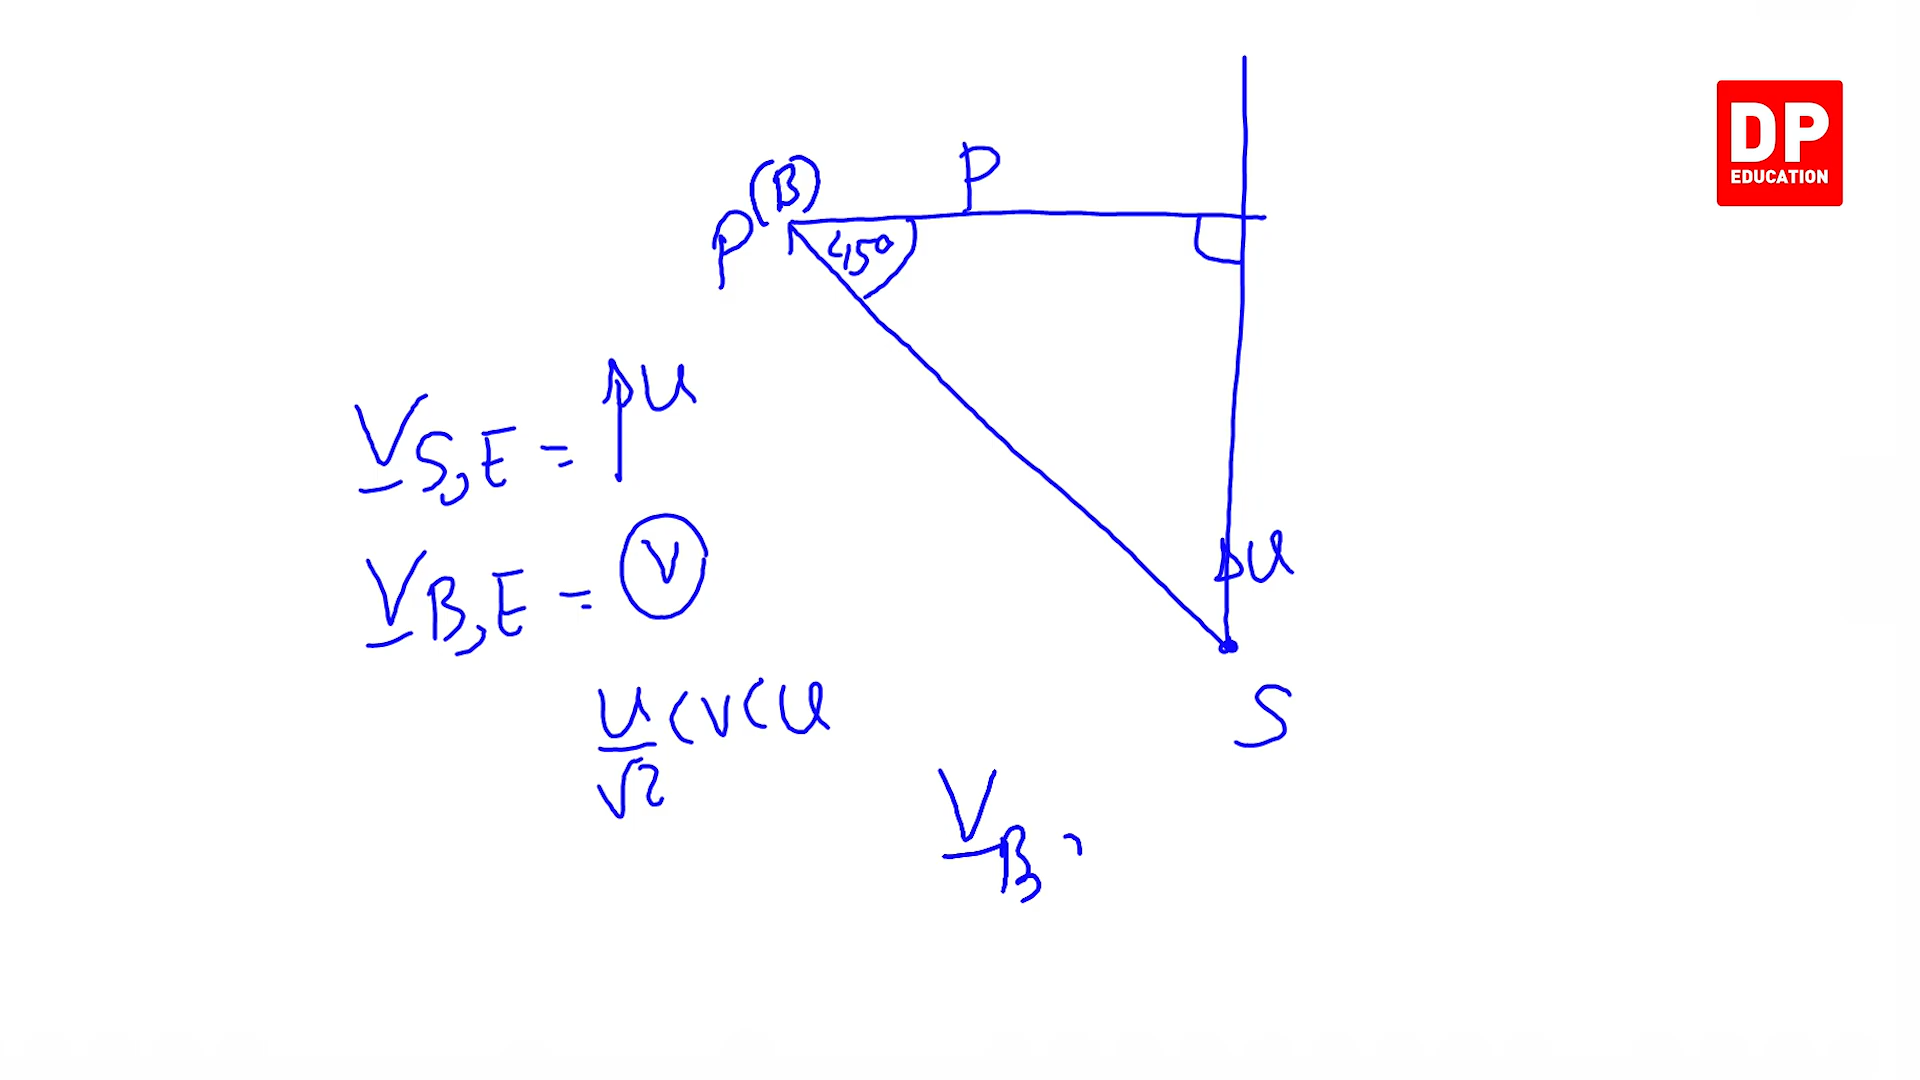 DP
EDUCATION
(B)
P
P
45°
V S,E = ↑u
V B,E = (V)
u/√2 < v < u
↑u
S
V B,